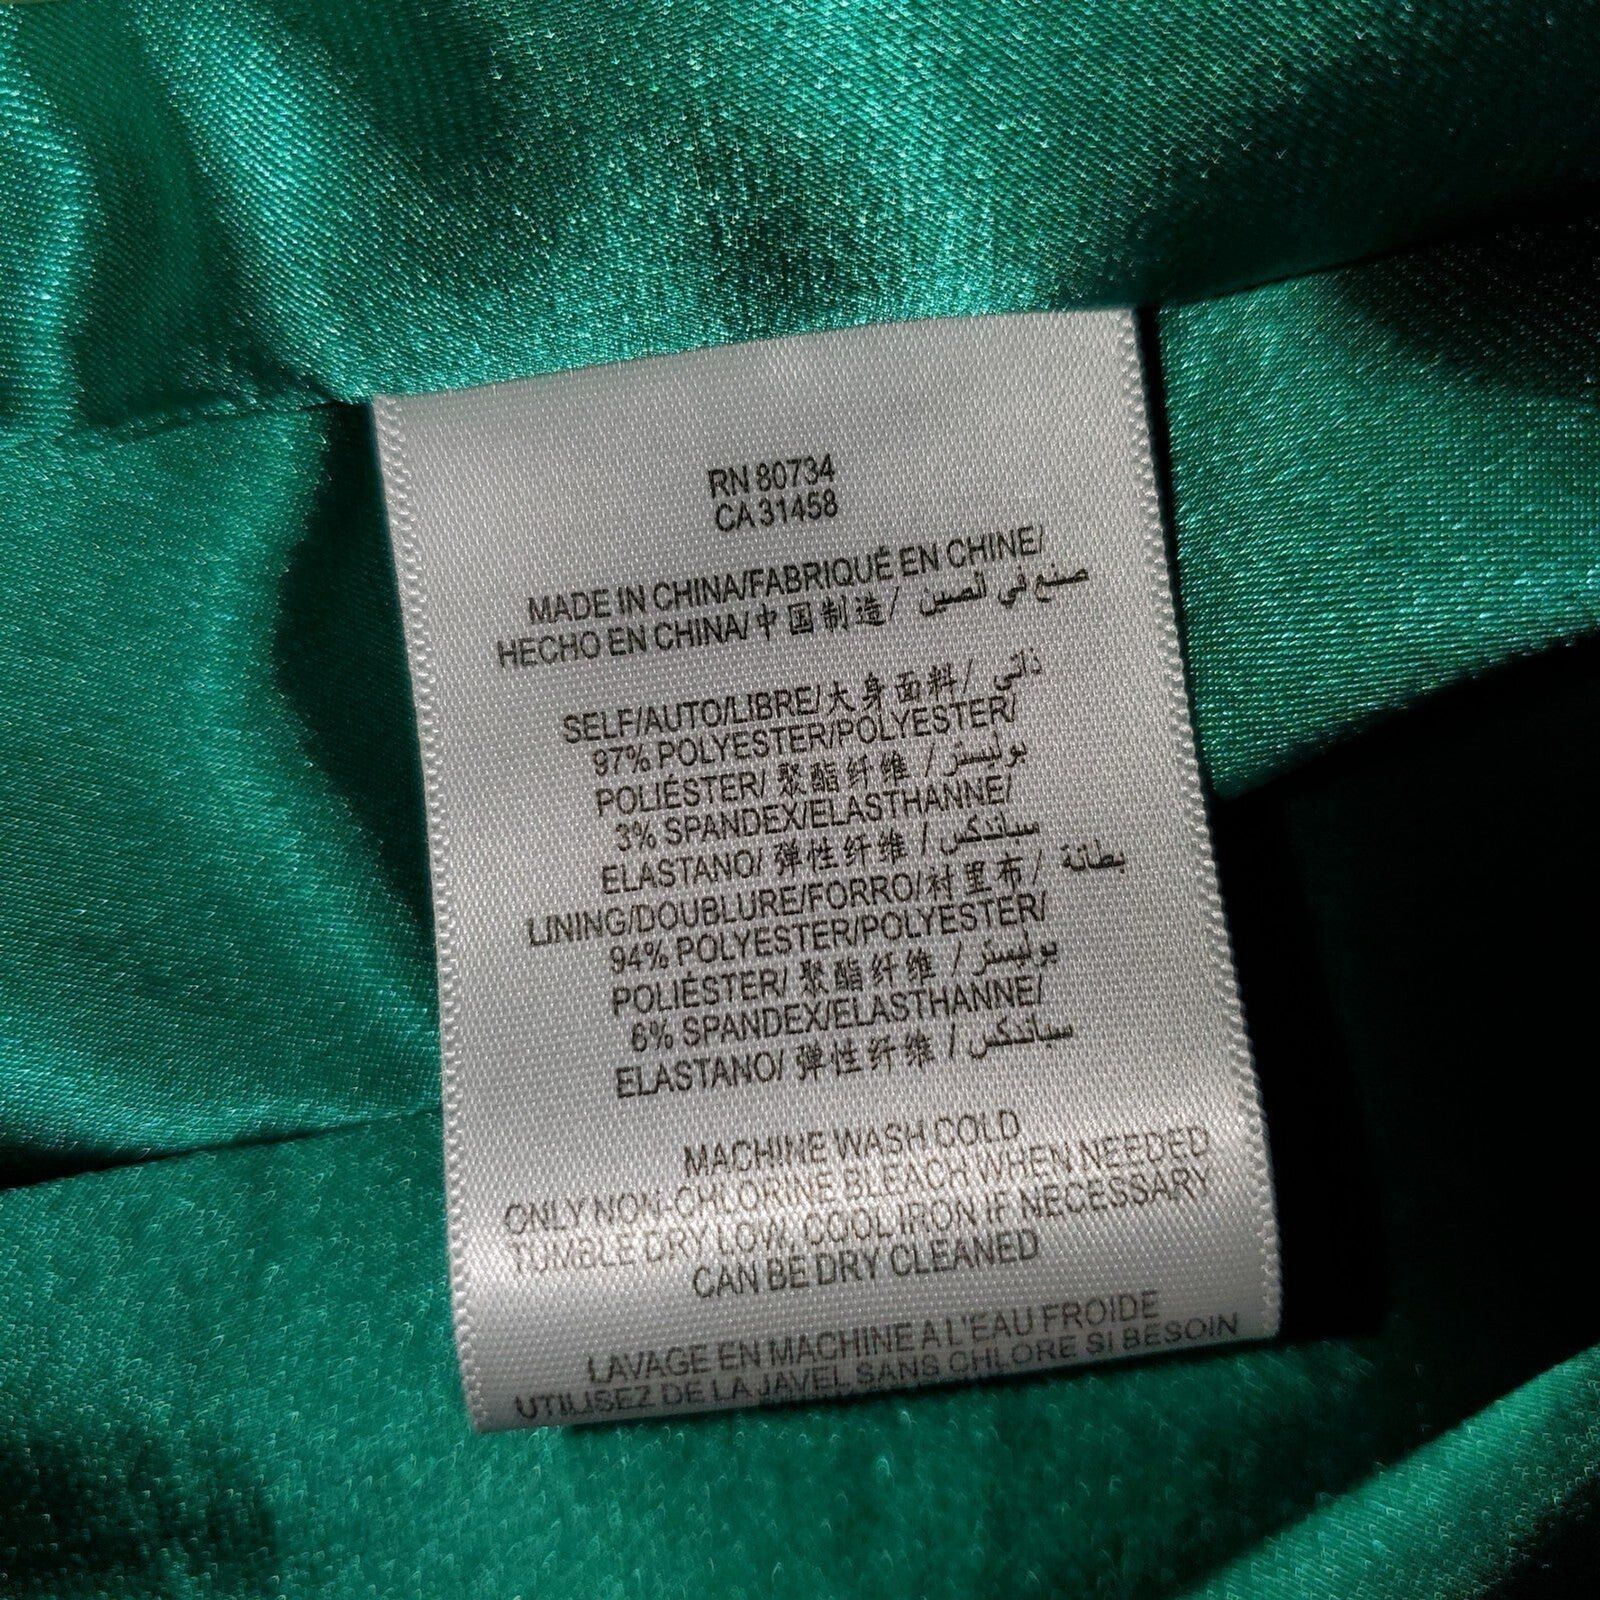 RN 80734
CA 31458
MADE IN CHINA/FABRIQUÉ EN CHINE/
HECHO EN CHINA/中国制造/ صنع في الصين
SELF/AUTO/LIBRE/大身面料/ ذاتي
97% POLYESTER/POLYESTER/
POLIÉSTER/ 聚酯纤维 / بوليستر
3% SPANDEX/ELASTHANNE/
ELASTANO/ 弹性纤维 / سباندكس
LINING/DOUBLURE/FORRO/衬里布/ بطانة
94% POLYESTER/POLYESTER/
POLIÉSTER/ 聚酯纤维 / بوليستر
6% SPANDEX/ELASTHANNE/
ELASTANO/ 弹性纤维 / سباندكس
MACHINE WASH COLD
ONLY NON-CHLORINE BLEACH WHEN NEEDED
TUMBLE DRY LOW, COOL IRON IF NECESSARY
CAN BE DRY CLEANED
LAVAGE EN MACHINE A L'EAU FROIDE
UTILISEZ DE LA JAVEL SANS CHLORE SI BESOIN